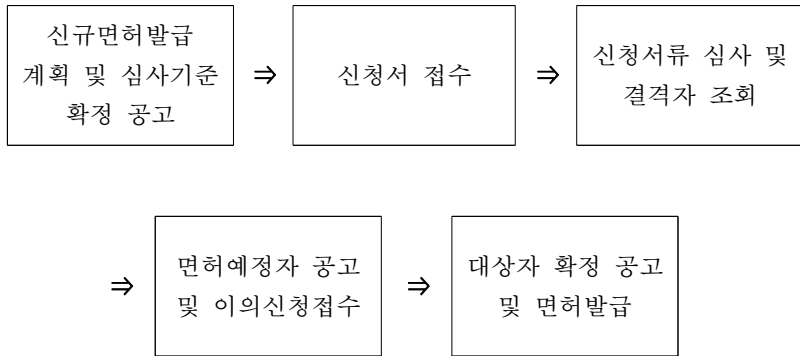 신규면허발급
계획 및 심사기준
확정 공고
⇒
신청서 접수
⇒
신청서류 심사 및
결격자 조회
⇒
면허예정자 공고
및 이의신청접수
⇒
대상자 확정 공고
및 면허발급